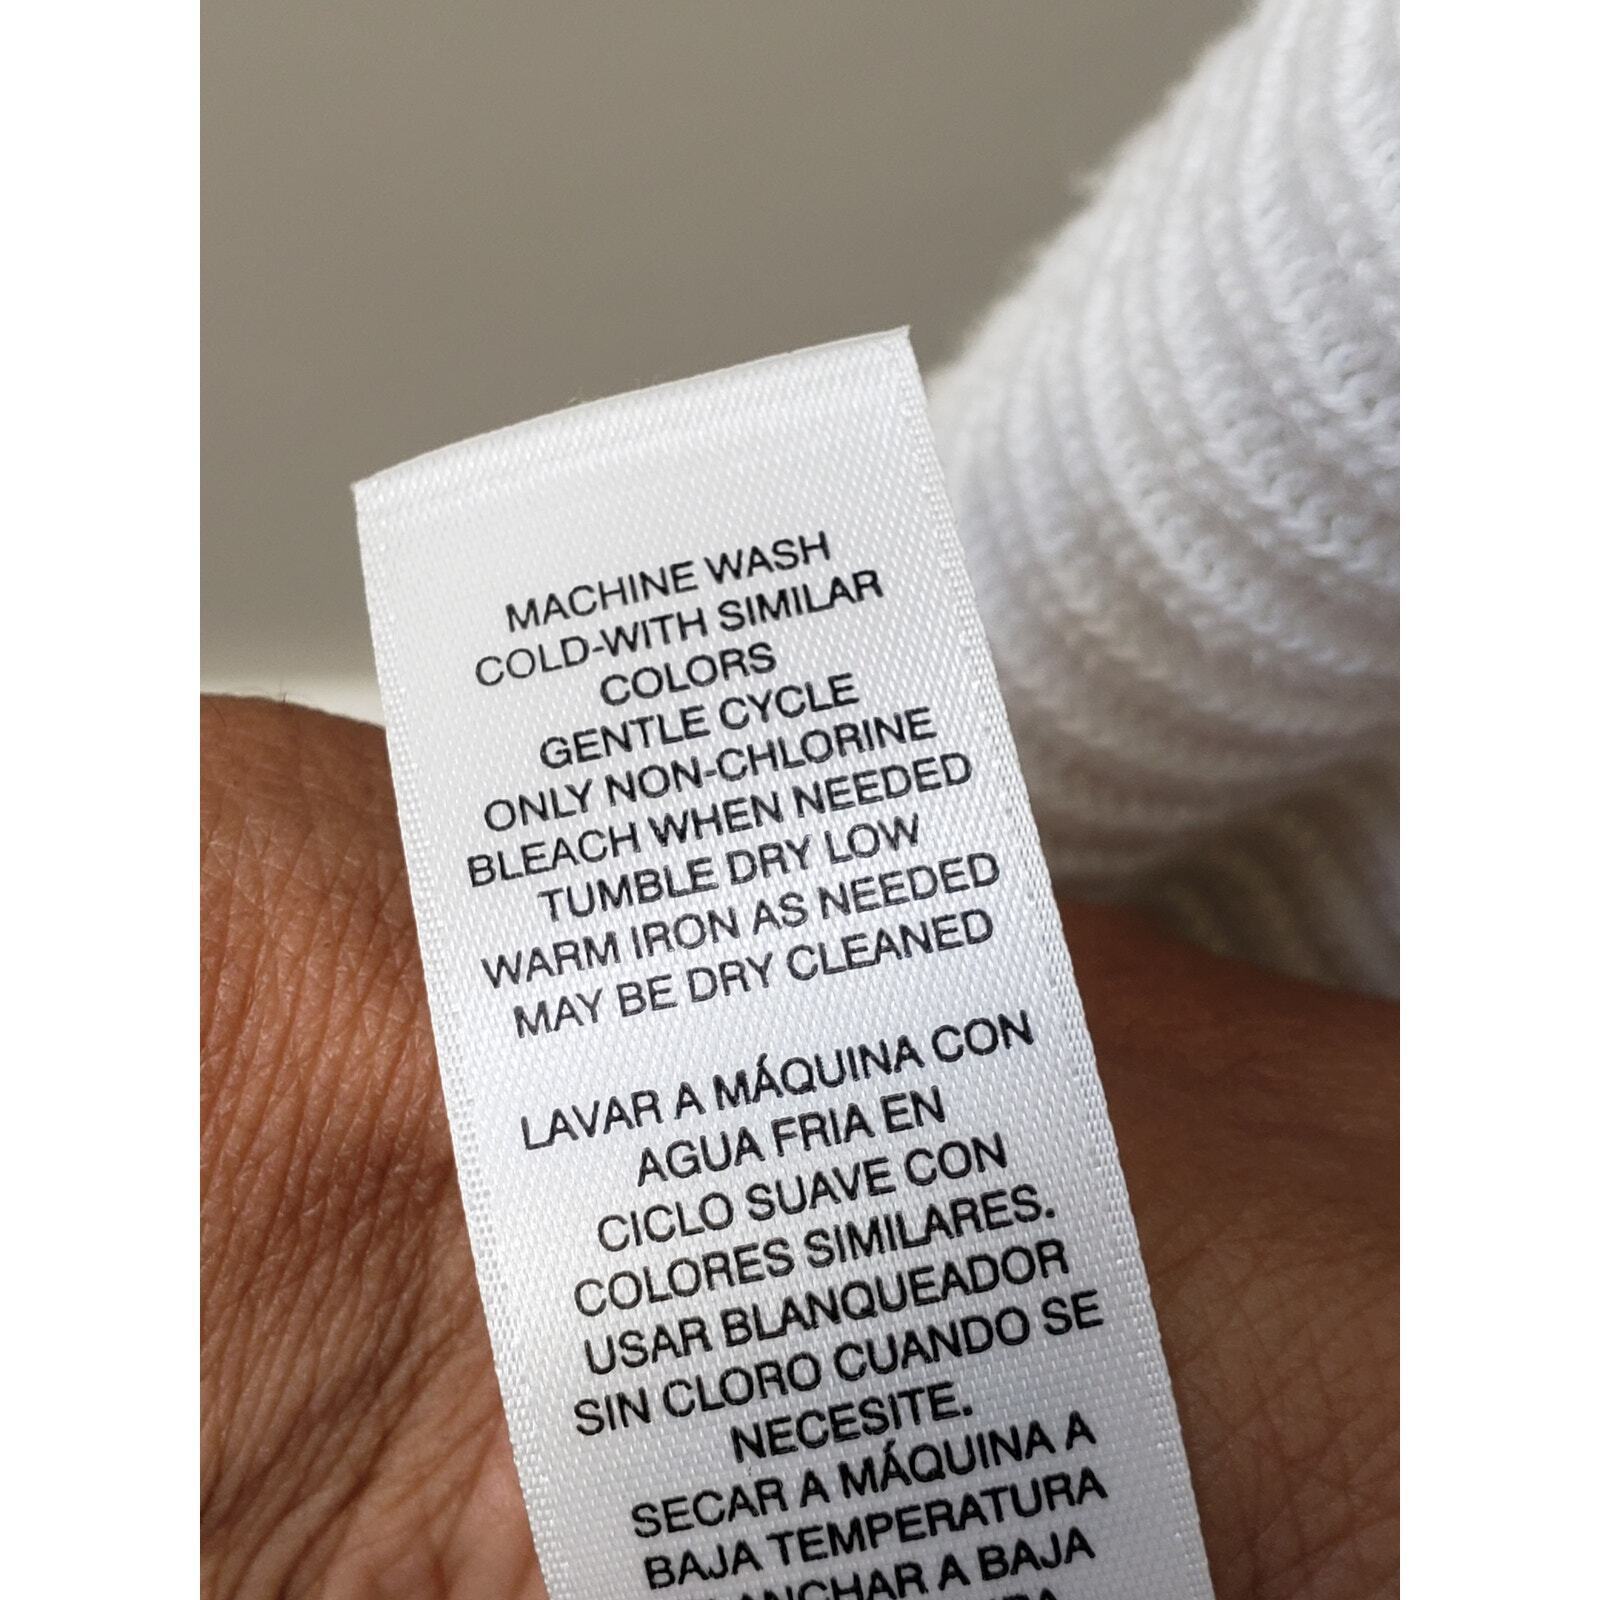 MACHINE WASH
COLD-WITH SIMILAR
COLORS
GENTLE CYCLE
ONLY NON-CHLORINE
BLEACH WHEN NEEDED
TUMBLE DRY LOW
WARM IRON AS NEEDED
MAY BE DRY CLEANED
LAVAR A MÁQUINA CON
AGUA FRIA EN
CICLO SUAVE CON
COLORES SIMILARES.
USAR BLANQUEADOR
SIN CLORO CUANDO SE
NECESITE.
SECAR A MÁQUINA A
BAJA TEMPERATURA
A BAJA